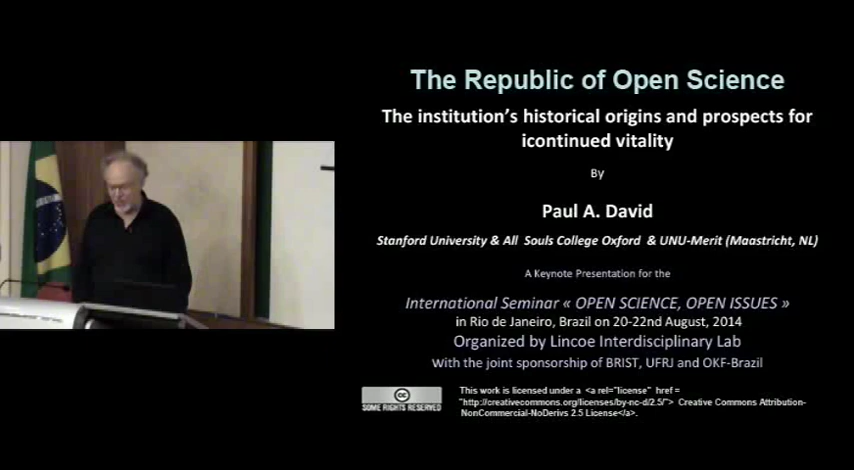 The Republic of Open Science
The institution's historical origins and prospects for
icontinued vitality
By
Paul A. David
Stanford University & All Souls College Oxford & UNU-Merit (Maastricht, NL)
A Keynote Presentation for the
International Seminar « OPEN SCIENCE, OPEN ISSUES »
in Rio de Janeiro, Brazil on 20-22nd August, 2014
Organized by Lincoe Interdisciplinary Lab
With the joint sponsorship of BRIST, UFRJ and OKF-Brazil
cc
SOME RIGHTS RESERVED
This work is licensed under a <a rel="license" href =
"http://creativecommons.org/licenses/by-nc-d/2.5/"> Creative Commons Attribution-
NonCommercial-NoDerivs 2.5 License</a>.